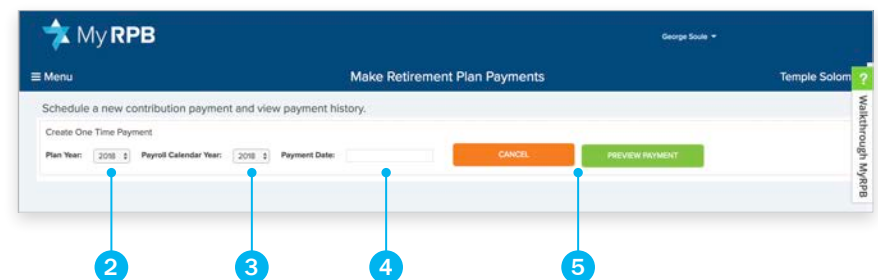 My RPB
George Soule
Menu
Make Retirement Plan Payments
Temple Solom
?
Walkthrough MyRPB
Schedule a new contribution payment and view payment history.
Create One Time Payment
Plan Year: 2018 Payroll Calendar Year: 2018 Payment Date: CANCEL PREVIEW PAYMENT
2 3 4 5